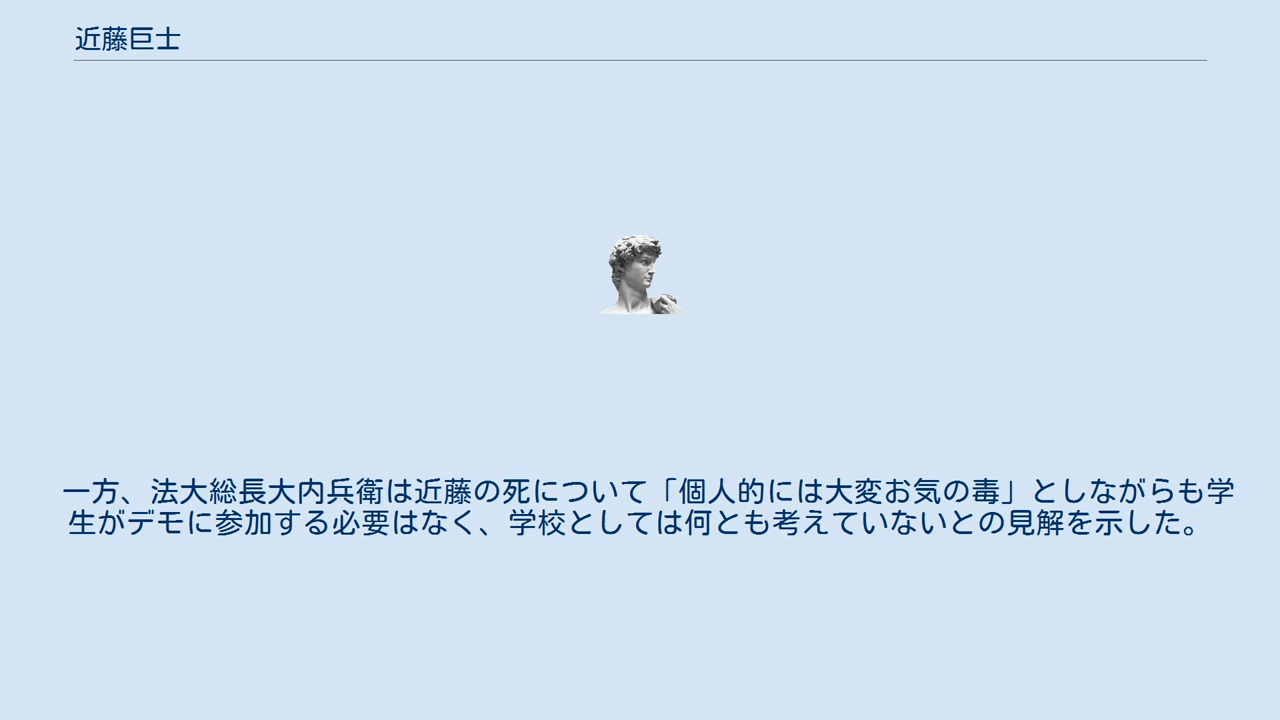 近藤巨士
一方、法大総長大内兵衛は近藤の死について「個人的には大変お気の毒」としながらも学
生がデモに参加する必要はなく、学校としては何とも考えていないとの見解を示した。